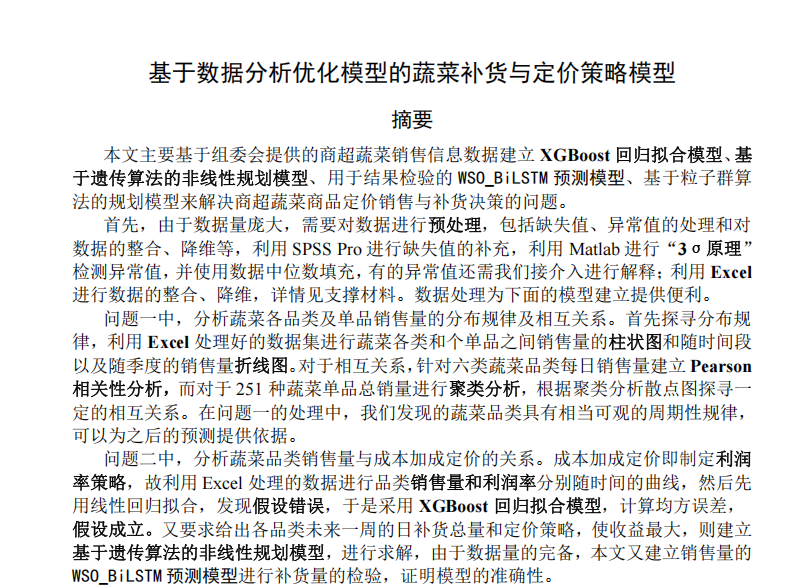 基于数据分析优化模型的蔬菜补货与定价策略模型
摘要
本文主要基于组委会提供的商超蔬菜销售信息数据建立 XGBoost 回归拟合模型、基
于遗传算法的非线性规划模型、用于结果检验的 WSO_BiLSTM 预测模型、基于粒子群算
法的规划模型来解决商超蔬菜商品定价销售与补货决策的问题。
首先，由于数据量庞大，需要对数据进行预处理，包括缺失值、异常值的处理和对
数据的整合、降维等，利用 SPSS Pro 进行缺失值的补充，利用 Matlab 进行“3σ原理”
检测异常值，并使用数据中位数填充，有的异常值还需我们接介入进行解释；利用 Excel
进行数据的整合、降维，详情见支撑材料。数据处理为下面的模型建立提供便利。
问题一中，分析蔬菜各品类及单品销售量的分布规律及相互关系。首先探寻分布规
律，利用 Excel 处理好的数据集进行蔬菜各类和个单品之间销售量的柱状图和随时间段
以及随季度的销售量折线图。对于相互关系，针对六类蔬菜品类每日销售量建立 Pearson
相关性分析，而对于 251 种蔬菜单品总销量进行聚类分析，根据聚类分析散点图探寻一
定的相互关系。在问题一的处理中，我们发现的蔬菜品类具有相当可观的周期性规律，
可以为之后的预测提供依据。
问题二中，分析蔬菜品类销售量与成本加成定价的关系。成本加成定价即制定利润
率策略，故利用 Excel 处理的数据进行品类销售量和利润率分别随时间的曲线，然后先
用线性回归拟合，发现假设错误，于是采用 XGBoost 回归拟合模型，计算均方误差，
假设成立。又要求给出各品类未来一周的日补货总量和定价策略，使收益最大，则建立
基于遗传算法的非线性规划模型，进行求解，由于数据量的完备，本文又建立销售量的
WSO_BiLSTM 预测模型进行补货量的检验，证明模型的准确性。